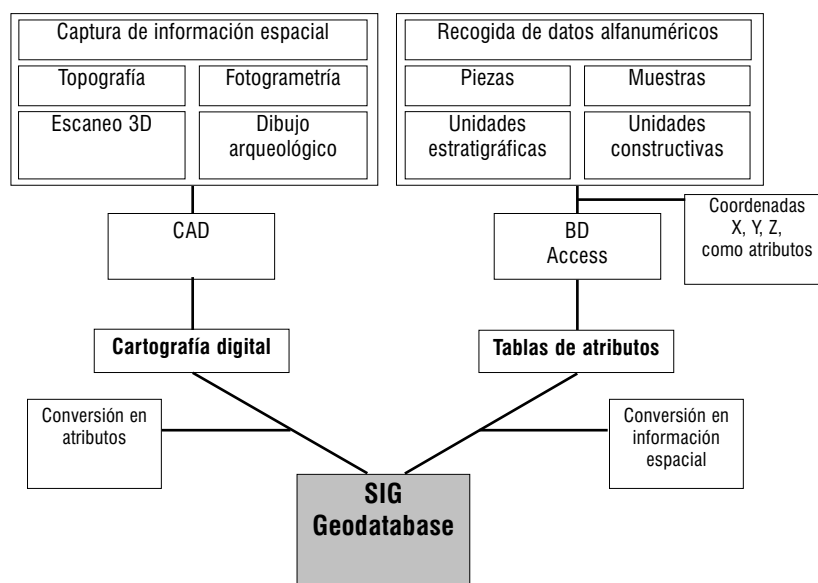 Captura de información espacial
Topografía
Fotogrametría
Escaneo 3D
Dibujo
arqueológico
Recogida de datos alfanuméricos
Piezas
Muestras
Unidades
estratigráficas
Unidades
constructivas
CAD
BD
Access
Coordenadas
X, Y, Z,
como atributos
Cartografía digital
Tablas de atributos
Conversión en
atributos
Conversión en
información
espacial
SIG
Geodatabase